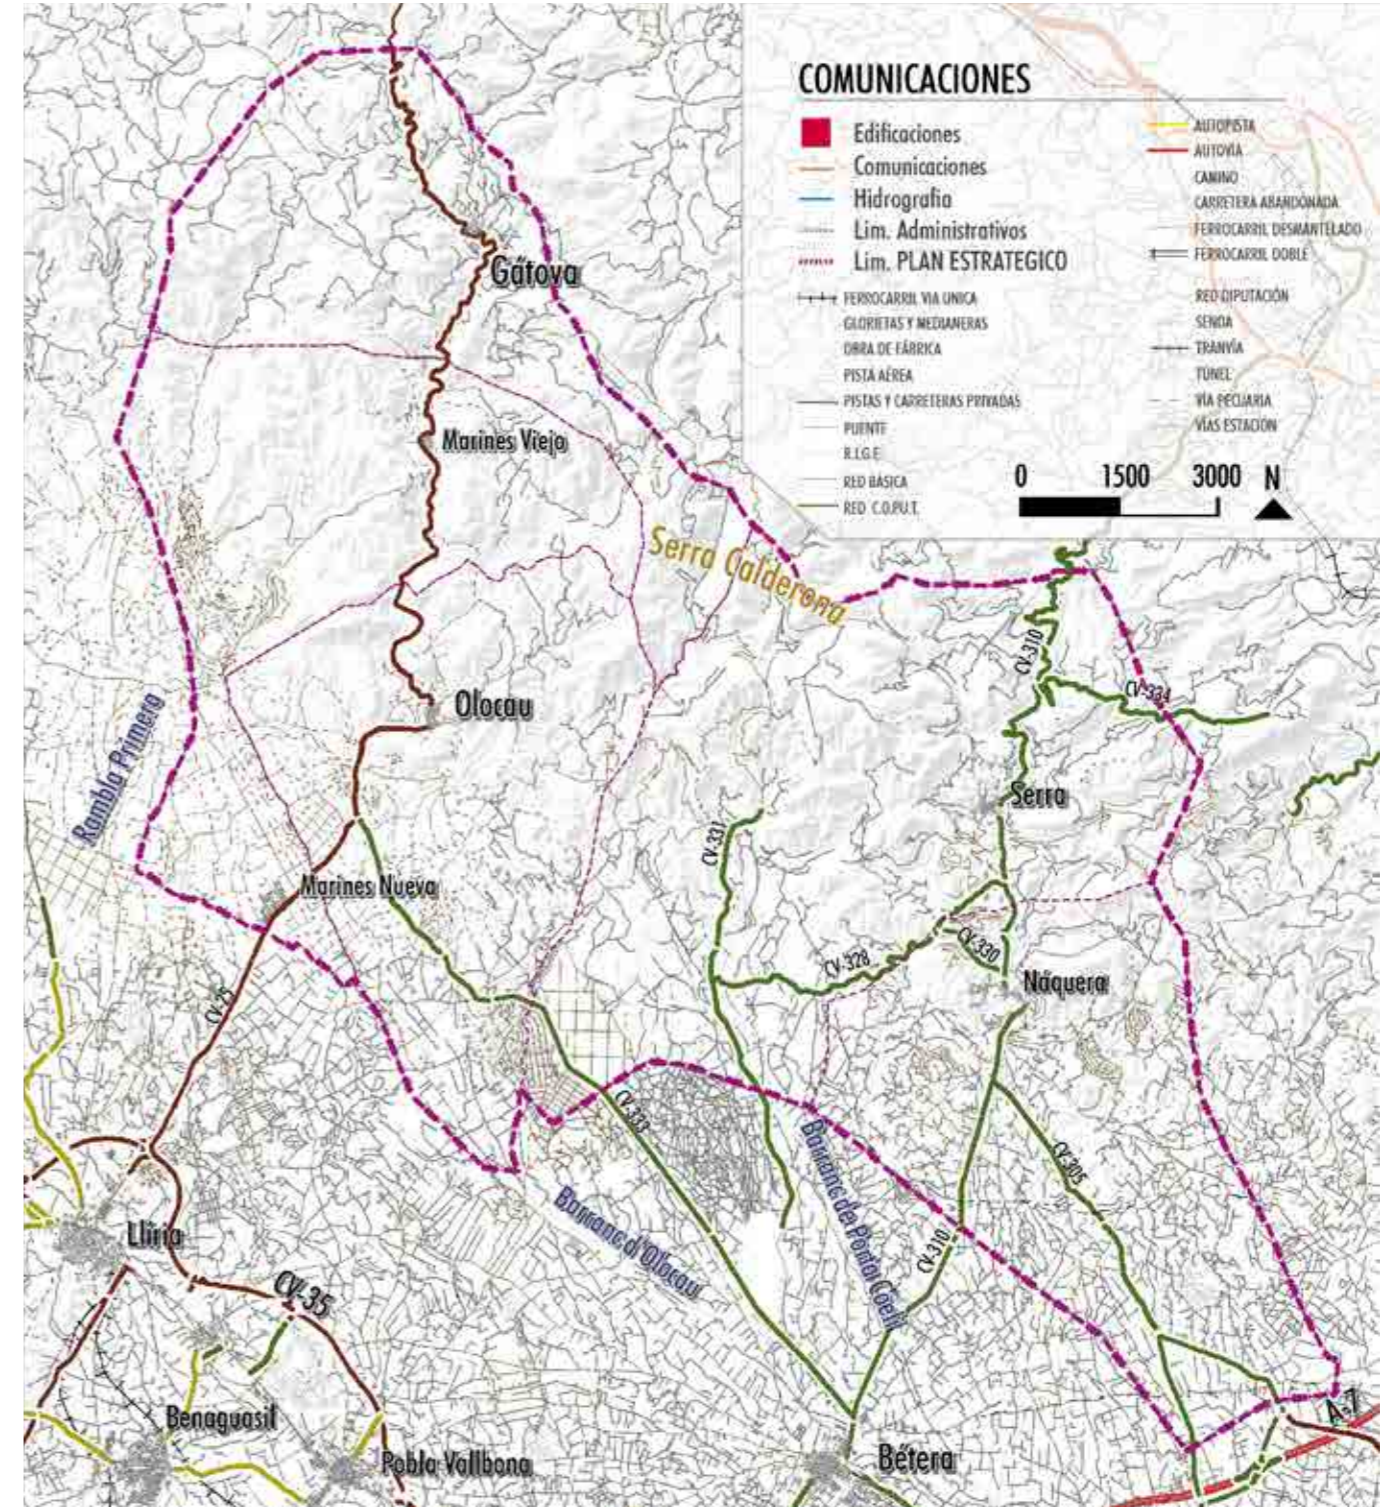 COMUNICACIONES
Edificaciones
Comunicaciones
Hidrografia
Lim. Administrativos
Lim. PLAN ESTRATEGICO
FERROCARRIL VIA UNICA
GLORIETAS Y MEDIANERAS
OBRA DE FÁBRICA
PISTA AÉREA
PISTAS Y CARRETERAS PRIVADAS
PUENTE
R.I.G.E.
RED BÁSICA
RED C.O.P.U.T.
AUTOPISTA
AUTOVÍA
CAMINO
CARRETERA ABANDONADA
FERROCARRIL DESMANTELADO
FERROCARRIL DOBLE
RED DIPUTACIÓN
SENDA
TRANVÍA
TUNEL
VÍA PECUARIA
VÍAS ESTACIÓN
0 1500 3000 N
Gátova
Marines Viejo
Serra Calderona
CV-310
CV-334
Olocau
Rambla Primera
Serra
CV-331
Marines Nueva
CV-328
CV-330
Náquera
CV-25
CV-333
Barranc de Porta Coeli
CV-305
Barranc d'Olocau
CV-310
Llíria
CV-35
A-7
Benaguasil
Pobla Vallbona
Bétera